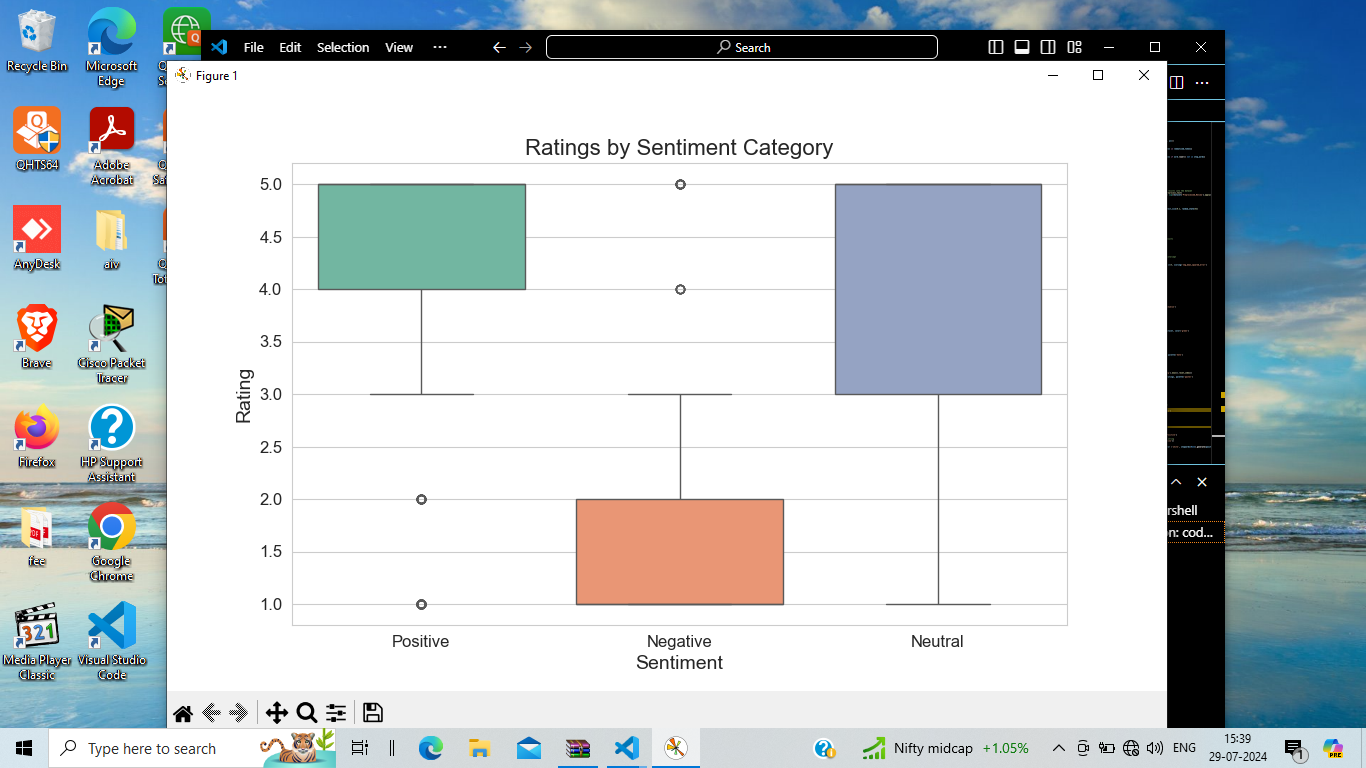 Recycle Bin
Microsoft
Edge
QHTS64
Adobe
Acrobat
AnyDesk
aiv
Brave
Cisco Packet
Tracer
Firefox
HP Support
Assistant
fee
Google
Chrome
Media Player
Classic
Visual Studio
Code
File Edit Selection View ··· Search
Figure 1
Ratings by Sentiment Category
Rating
5.0
4.5
4.0
3.5
3.0
2.5
2.0
1.5
1.0
Positive Negative Neutral
Sentiment
Type here to search
Nifty midcap +1.05%
ENG
15:39
29-07-2024
1
PRE
321